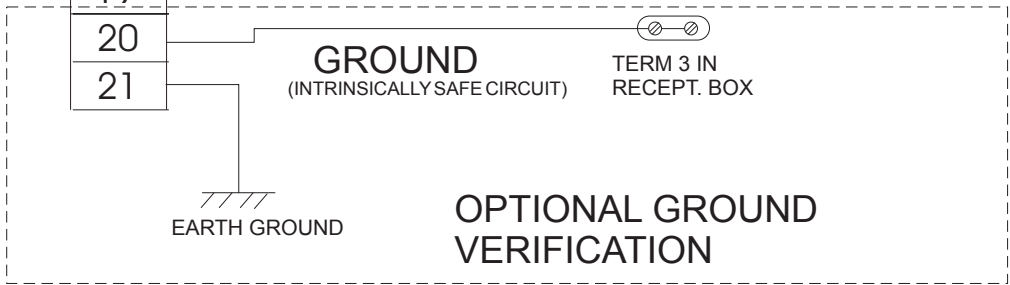 20
GROUND
(INTRINSICALLY SAFE CIRCUIT)
TERM 3 IN
RECEPT. BOX
21
EARTH GROUND
OPTIONAL GROUND
VERIFICATION